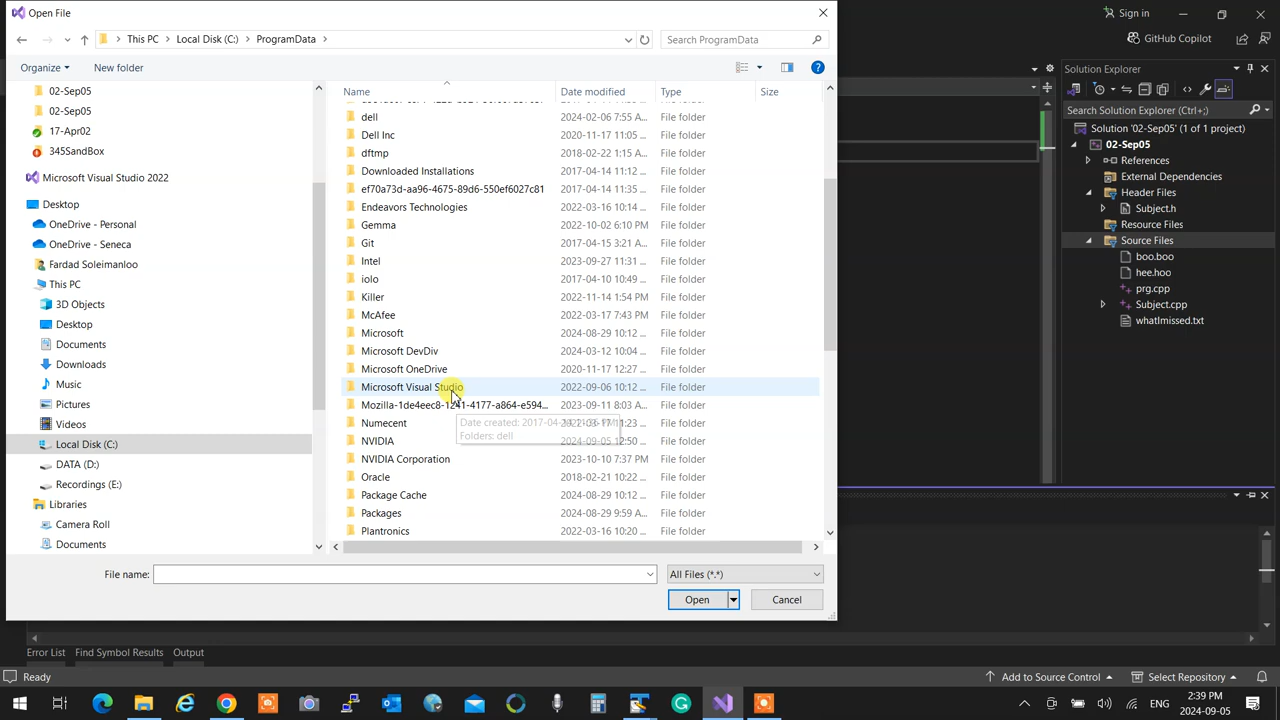 Open File
This PC
Local Disk (C:)
ProgramData
Search ProgramData
Organize
New folder
Name
Date modified
Type
Size
02-Sep05
02-Sep05
17-Apr02
345SandBox
Microsoft Visual Studio 2022
Desktop
OneDrive - Personal
OneDrive - Seneca
Fardad Soleimanloo
This PC
3D Objects
Desktop
Documents
Downloads
Music
Pictures
Videos
Local Disk (C:)
DATA (D:)
Recordings (E:)
Libraries
Camera Roll
Documents
dell 2024-02-06 7:55 A... File folder
Dell Inc 2020-11-17 11:05 ... File folder
dftmp 2018-02-22 1:15 A... File folder
Downloaded Installations 2017-04-14 11:12 ... File folder
ef70a73d-aa96-4675-89d6-550ef6027c81 2017-04-14 11:35 ... File folder
Endeavors Technologies 2022-03-16 10:14 ... File folder
Gemma 2022-10-02 6:10 PM File folder
Git 2017-04-15 3:21 A... File folder
Intel 2023-09-27 11:31 ... File folder
iolo 2017-04-10 10:49 ... File folder
Killer 2022-11-14 1:54 PM File folder
McAfee 2022-03-17 7:43 PM File folder
Microsoft 2024-08-29 10:12 ... File folder
Microsoft DevDiv 2024-03-12 10:04 ... File folder
Microsoft OneDrive 2020-11-17 12:27 ... File folder
Microsoft Visual Studio 2022-09-06 10:12 ... File folder
Mozilla-1de4eec8-1241-4177-a864-e594... 2023-09-11 8:03 A... File folder
Numecent File folder
NVIDIA File folder
NVIDIA Corporation 2023-10-10 7:37 PM File folder
Oracle 2018-02-21 10:22 ... File folder
Package Cache 2024-08-29 10:12 ... File folder
Packages 2024-08-29 9:59 A... File folder
Plantronics 2022-03-16 10:20 ... File folder
Date created:
Folders: dell
File name:
All Files (*.*)
Open
Cancel
Sign in
GitHub Copilot
Solution Explorer
Search Solution Explorer (Ctrl+;)
Solution '02-Sep05' (1 of 1 project)
02-Sep05
References
External Dependencies
Header Files
Subject.h
Resource Files
Source Files
boo.boo
hee.hoo
prg.cpp
Subject.cpp
whatImissed.txt
Error List
Find Symbol Results
Output
Ready
Add to Source Control
Select Repository
ENG
2:39 PM
2024-09-05